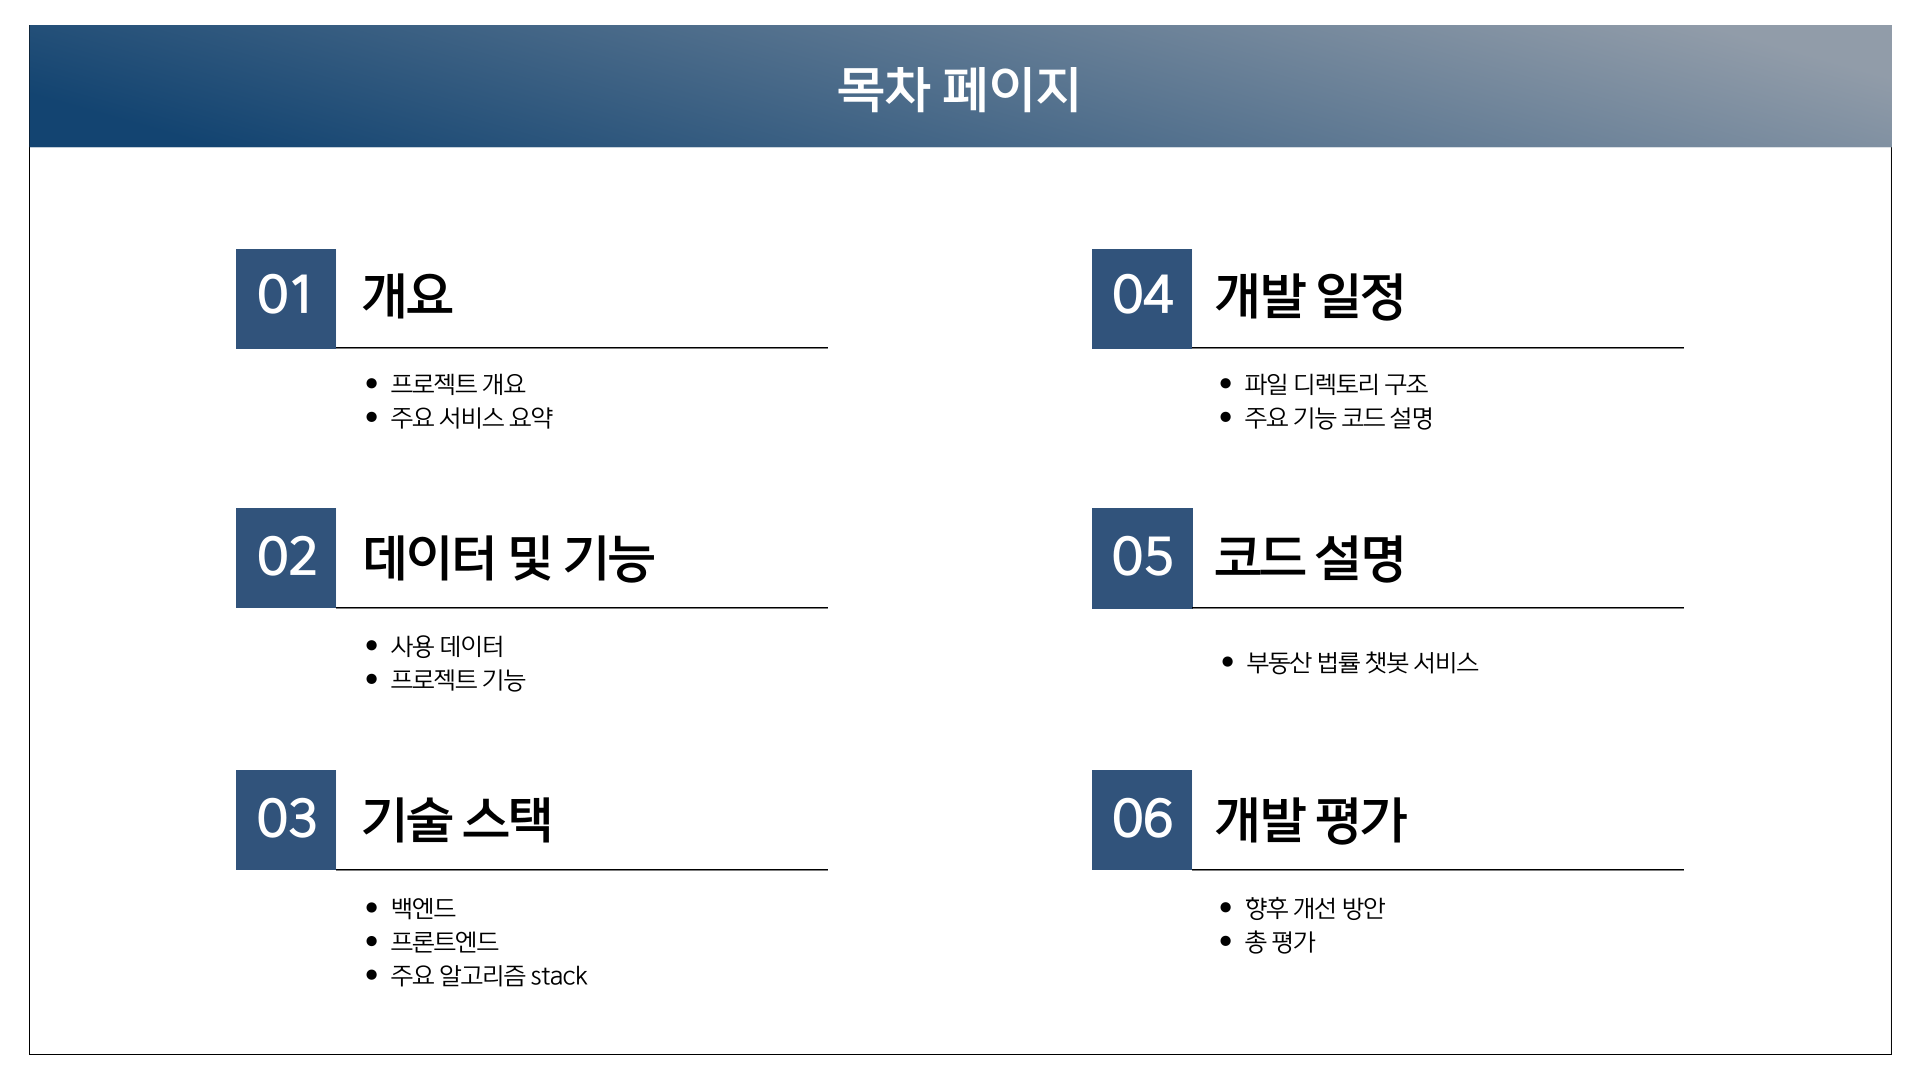 목차 페이지
01 개요
• 프로젝트 개요
• 주요 서비스 요약
02 데이터 및 기능
• 사용 데이터
• 프로젝트 기능
03 기술 스택
• 백엔드
• 프론트엔드
• 주요 알고리즘 stack
04 개발 일정
• 파일 디렉토리 구조
• 주요 기능 코드 설명
05 코드 설명
• 부동산 법률 챗봇 서비스
06 개발 평가
• 향후 개선 방안
• 총 평가